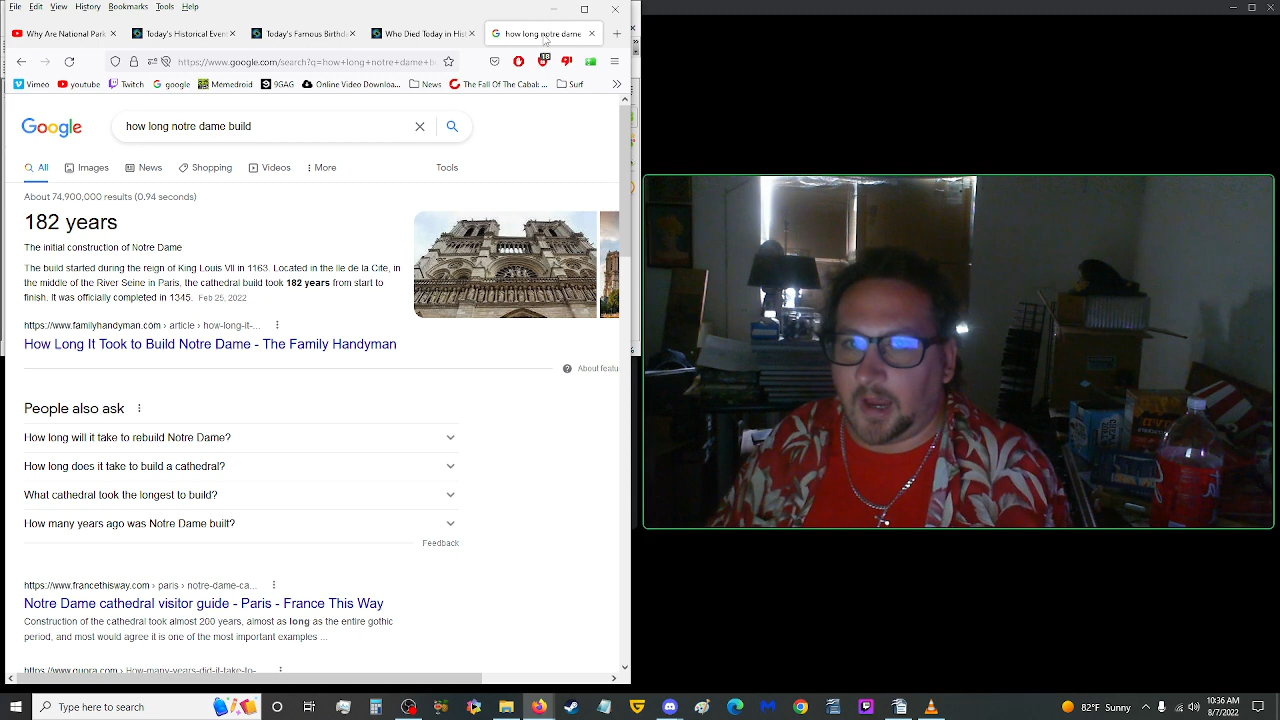 File Edit View History Bookmarks Tools Help
Why Are National Par
Today's Historical Even
Today's Famous Birthda
Who Died Today in His
how long notre dame
https://www.google.com/search?q=how+long+notre+dame+b
18
Vimeo
youtube
Twitch
google
Memedroid
9GAG
Online Video Downloa...
News
The Fall Of The Cabal:...
Surf
Google
how long notre dame build
All Images News Shopping Videos More Tools
About 74,900,000 results (0.94 seconds)
182 years
The initial construction of Notre Dame
The build started during the reign of King Louis VII in 1163. Located in the Ile de la Cite, in
the middle of the River Seine in Paris, the cathedral build took 182 years from start to
finish. It was officially completed in 1345. Feb 25, 2022
https://www.familyhandyman.com › article › how-long-it-...
How Long It Took to Build Notre Dame - The Family Handyman
About featu
People also ask
How long will it take to rebuild Notre Dame?
How long does it take to build a cathedral?
What cathedral took the longest to build?
How many years ago was Notre Dame built?
Feedback
https://www.francethisway.com › paris › notre-dame-ca...
Notre Dame cathedral visitor guide - Paris - France This Way
Construction of the cathedral took almost 200 years, almost as long as the entire gothic
period, and most would agree it is one of the most important examples ...
https://www.quora.com › How-many-years-did-it-take-to-
Type here to search
82°F Sunny
10:36 AM
8/7/2022